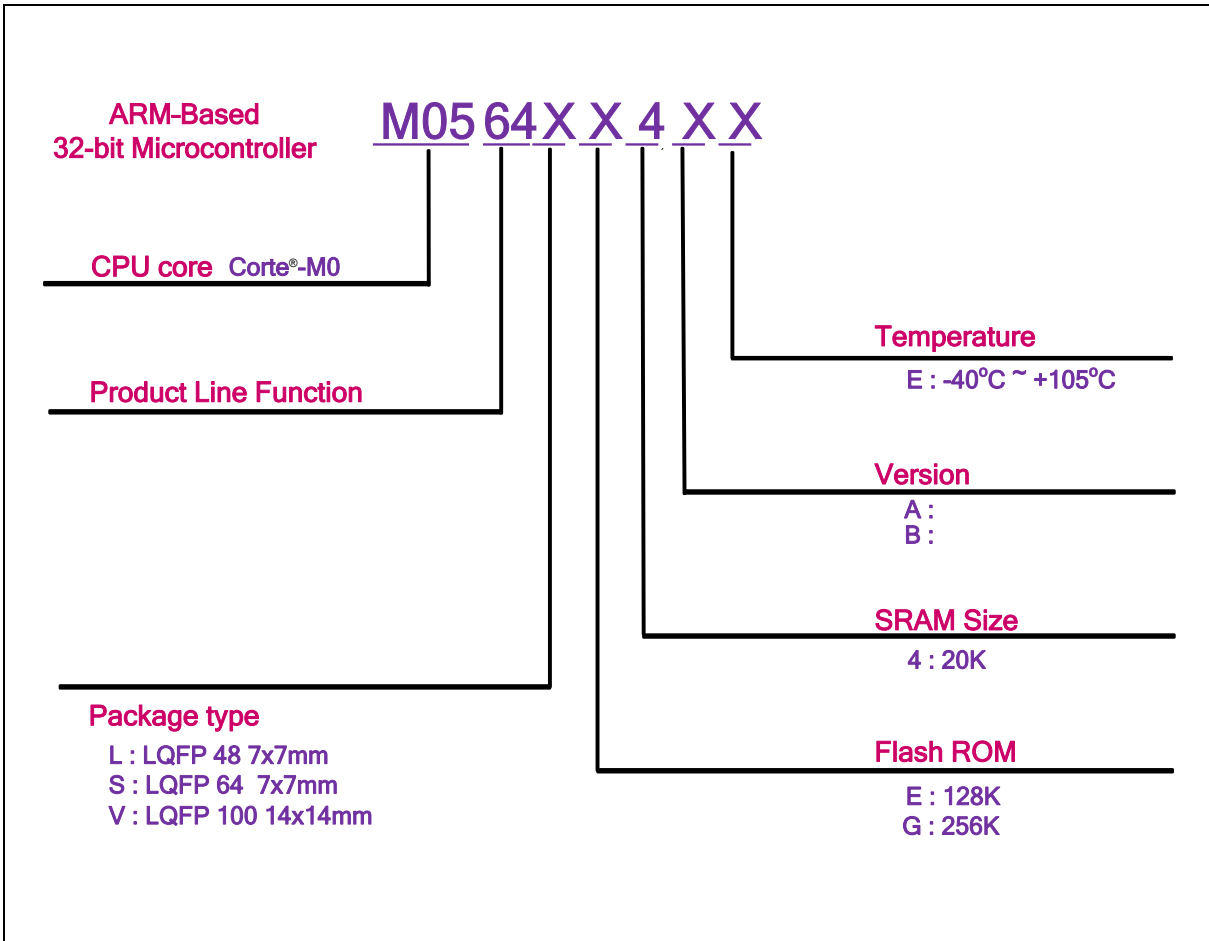 ARM-Based
32-bit Microcontroller
M05 64 X X 4 X X
CPU core Corte®-M0
Product Line Function
Package type
L : LQFP 48 7x7mm
S : LQFP 64 7x7mm
V : LQFP 100 14x14mm
Temperature
E : -40°C ~ +105°C
Version
A :
B :
SRAM Size
4 : 20K
Flash ROM
E : 128K
G : 256K